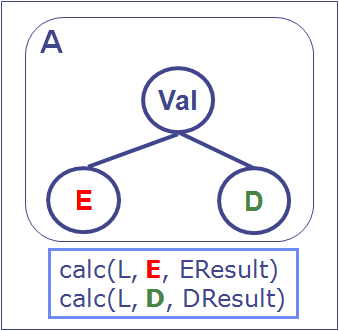 A
Val
E
D
calc(L, E, EResult)
calc(L, D, DResult)